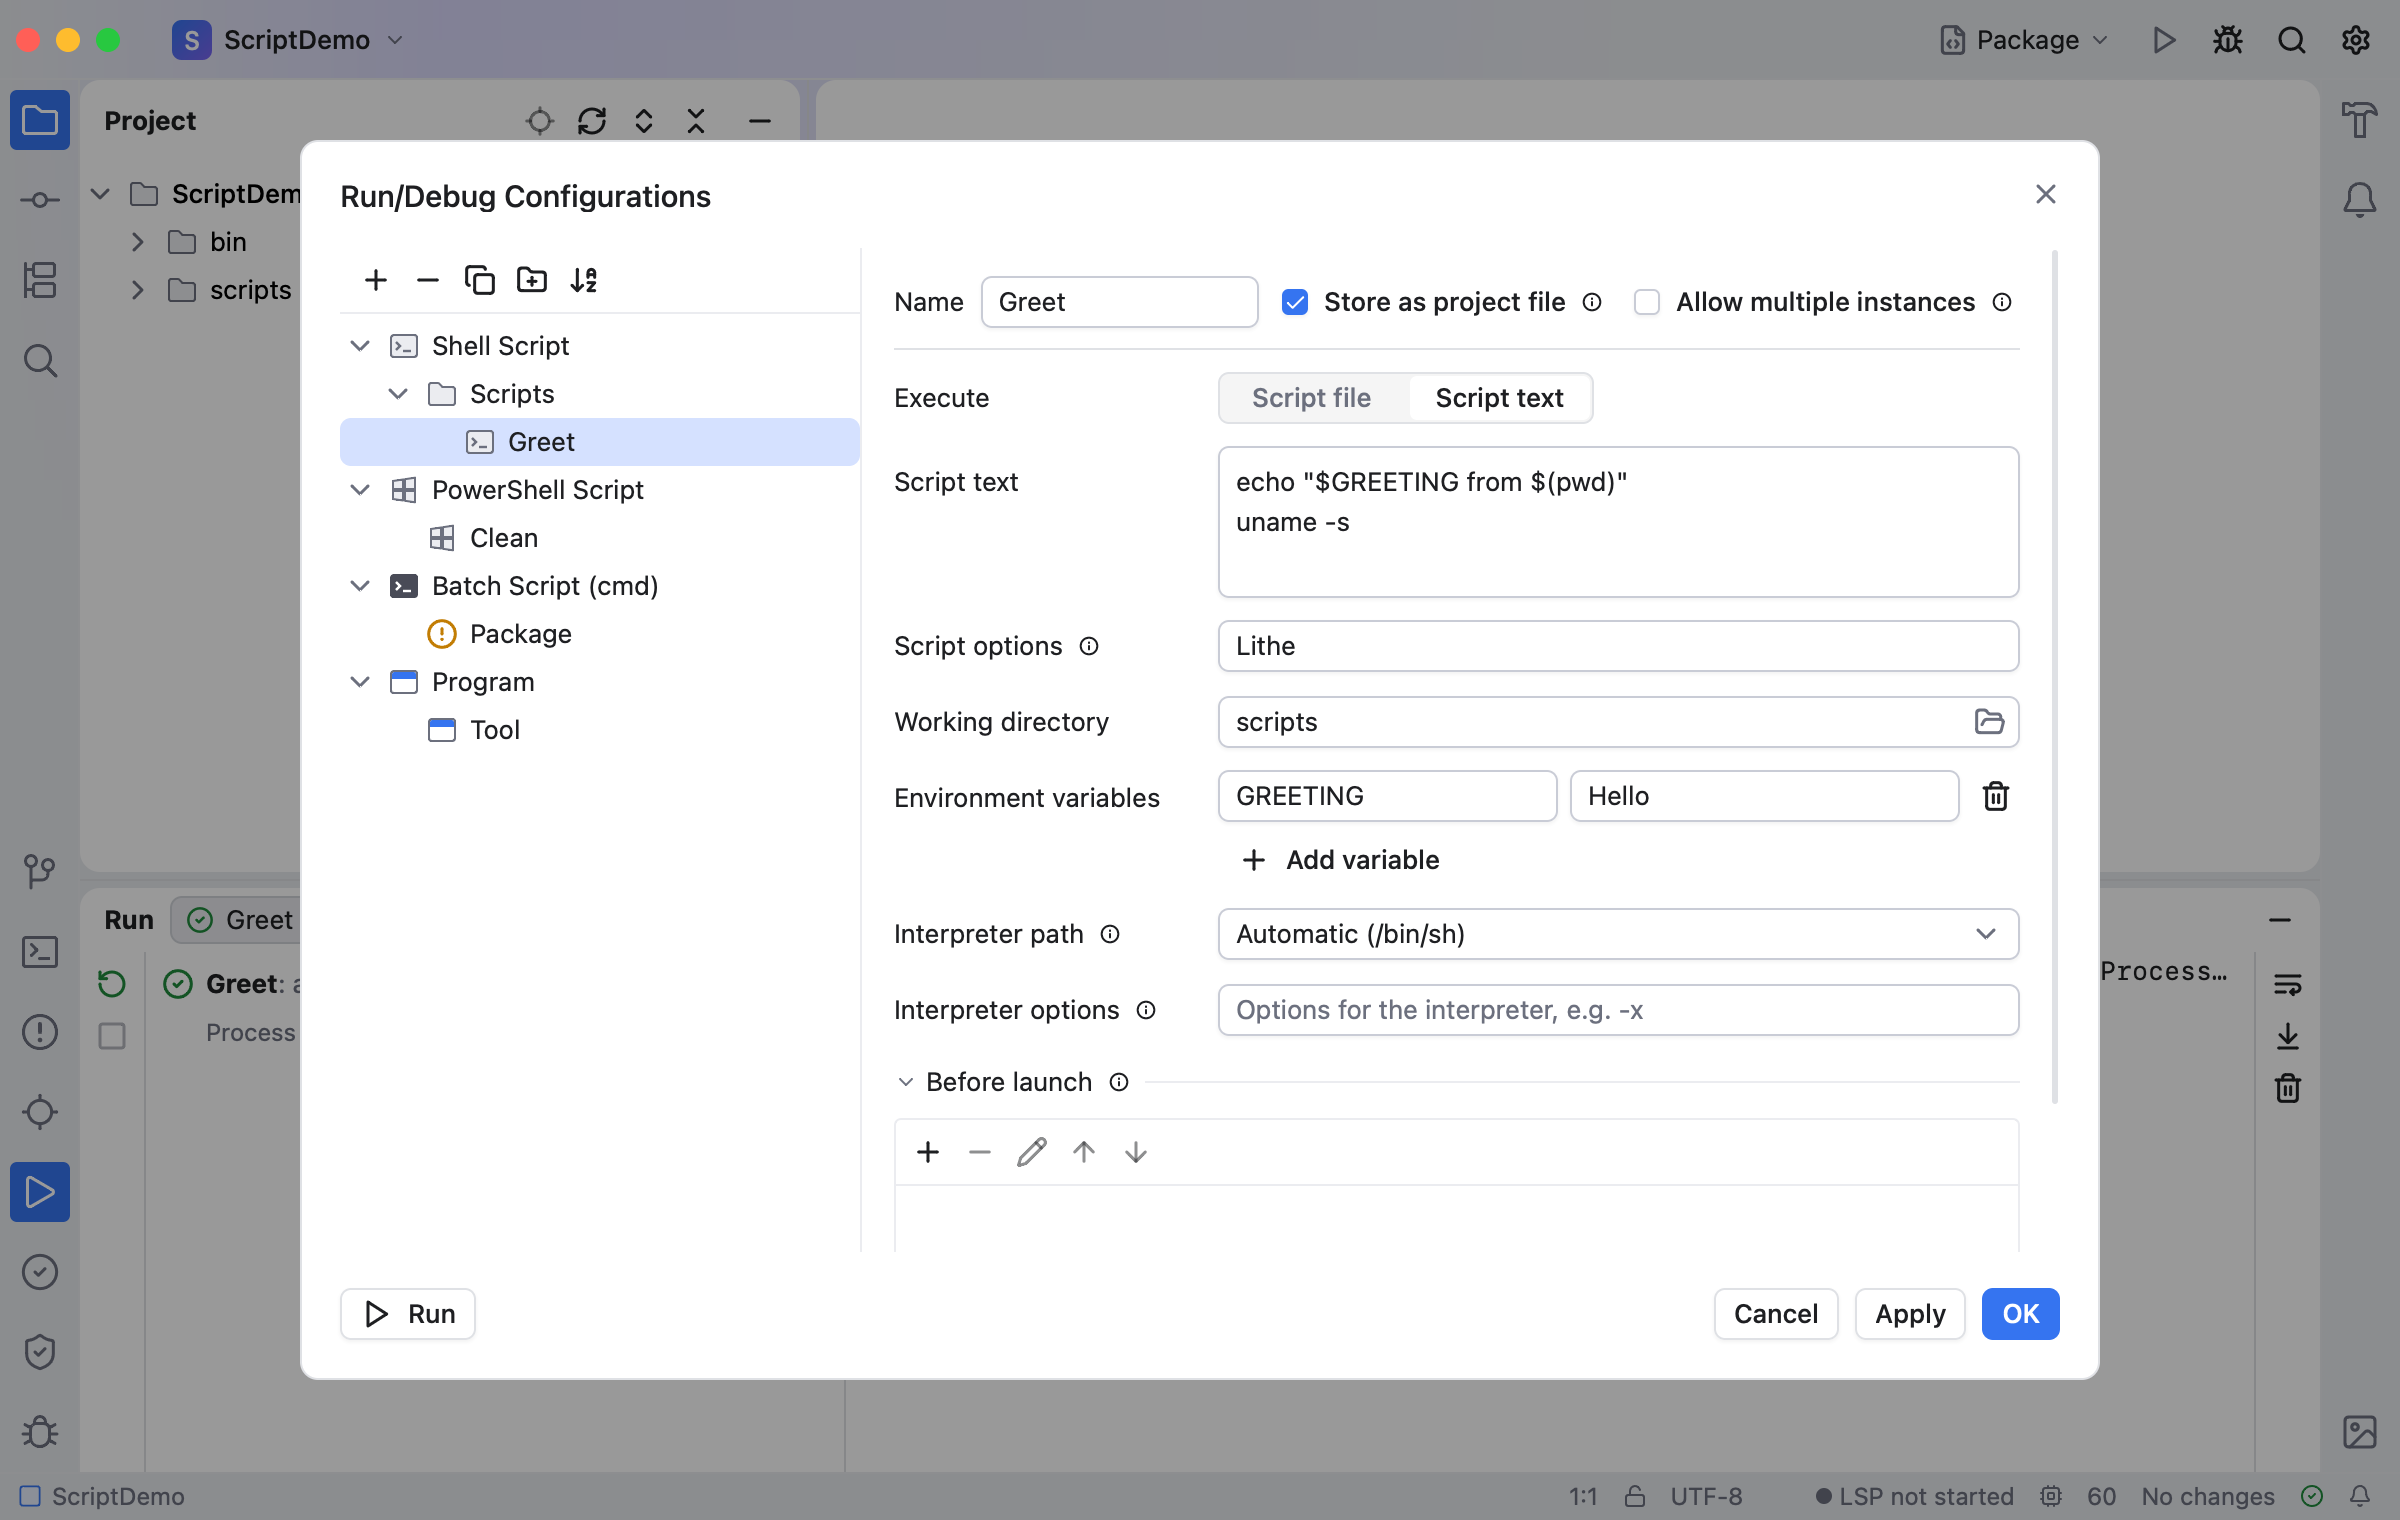 S ScriptDemo
Package
Project
ScriptDem
bin
scripts
Run/Debug Configurations
Shell Script
Scripts
Greet
PowerShell Script
Clean
Batch Script (cmd)
Package
Program
Tool
Name Greet Store as project file Allow multiple instances
Execute Script file Script text
Script text echo "$GREETING from $(pwd)"
uname -s
Script options Lithe
Working directory scripts
Environment variables GREETING Hello
Add variable
Interpreter path Automatic (/bin/sh)
Interpreter options Options for the interpreter, e.g. -x
Before launch
Run Cancel Apply OK
Run Greet
Greet:
Process
Process…
ScriptDemo 1:1 UTF-8 LSP not started 60 No changes